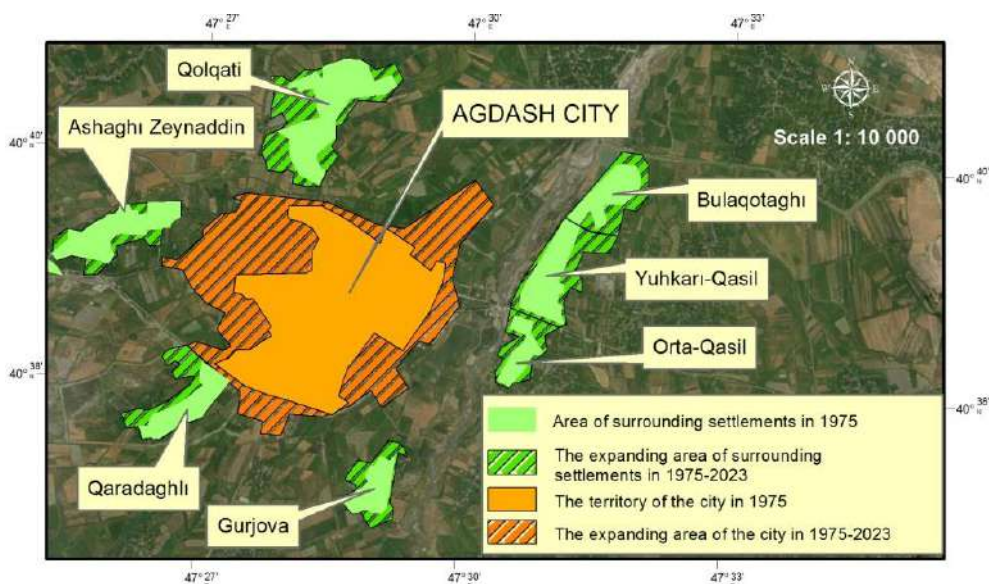 47° 27'
E
47° 30'
E
47° 33'
E
Qolqati
AGDASH CITY
N
W E
S
Ashaghı Zeynaddin
40° 40'
N
Scale 1: 10 000
40° 40'
N
Bulaqotaghı
Yuhkarı-Qasil
Orta-Qasil
40° 38'
N
40° 38'
N
Area of surrounding settlements in 1975
The expanding area of surrounding
settlements in 1975-2023
The territory of the city in 1975
The expanding area of the city in 1975-2023
Qaradaghlı
Gurjova
47° 27'
E
47° 30'
E
47° 33'
E